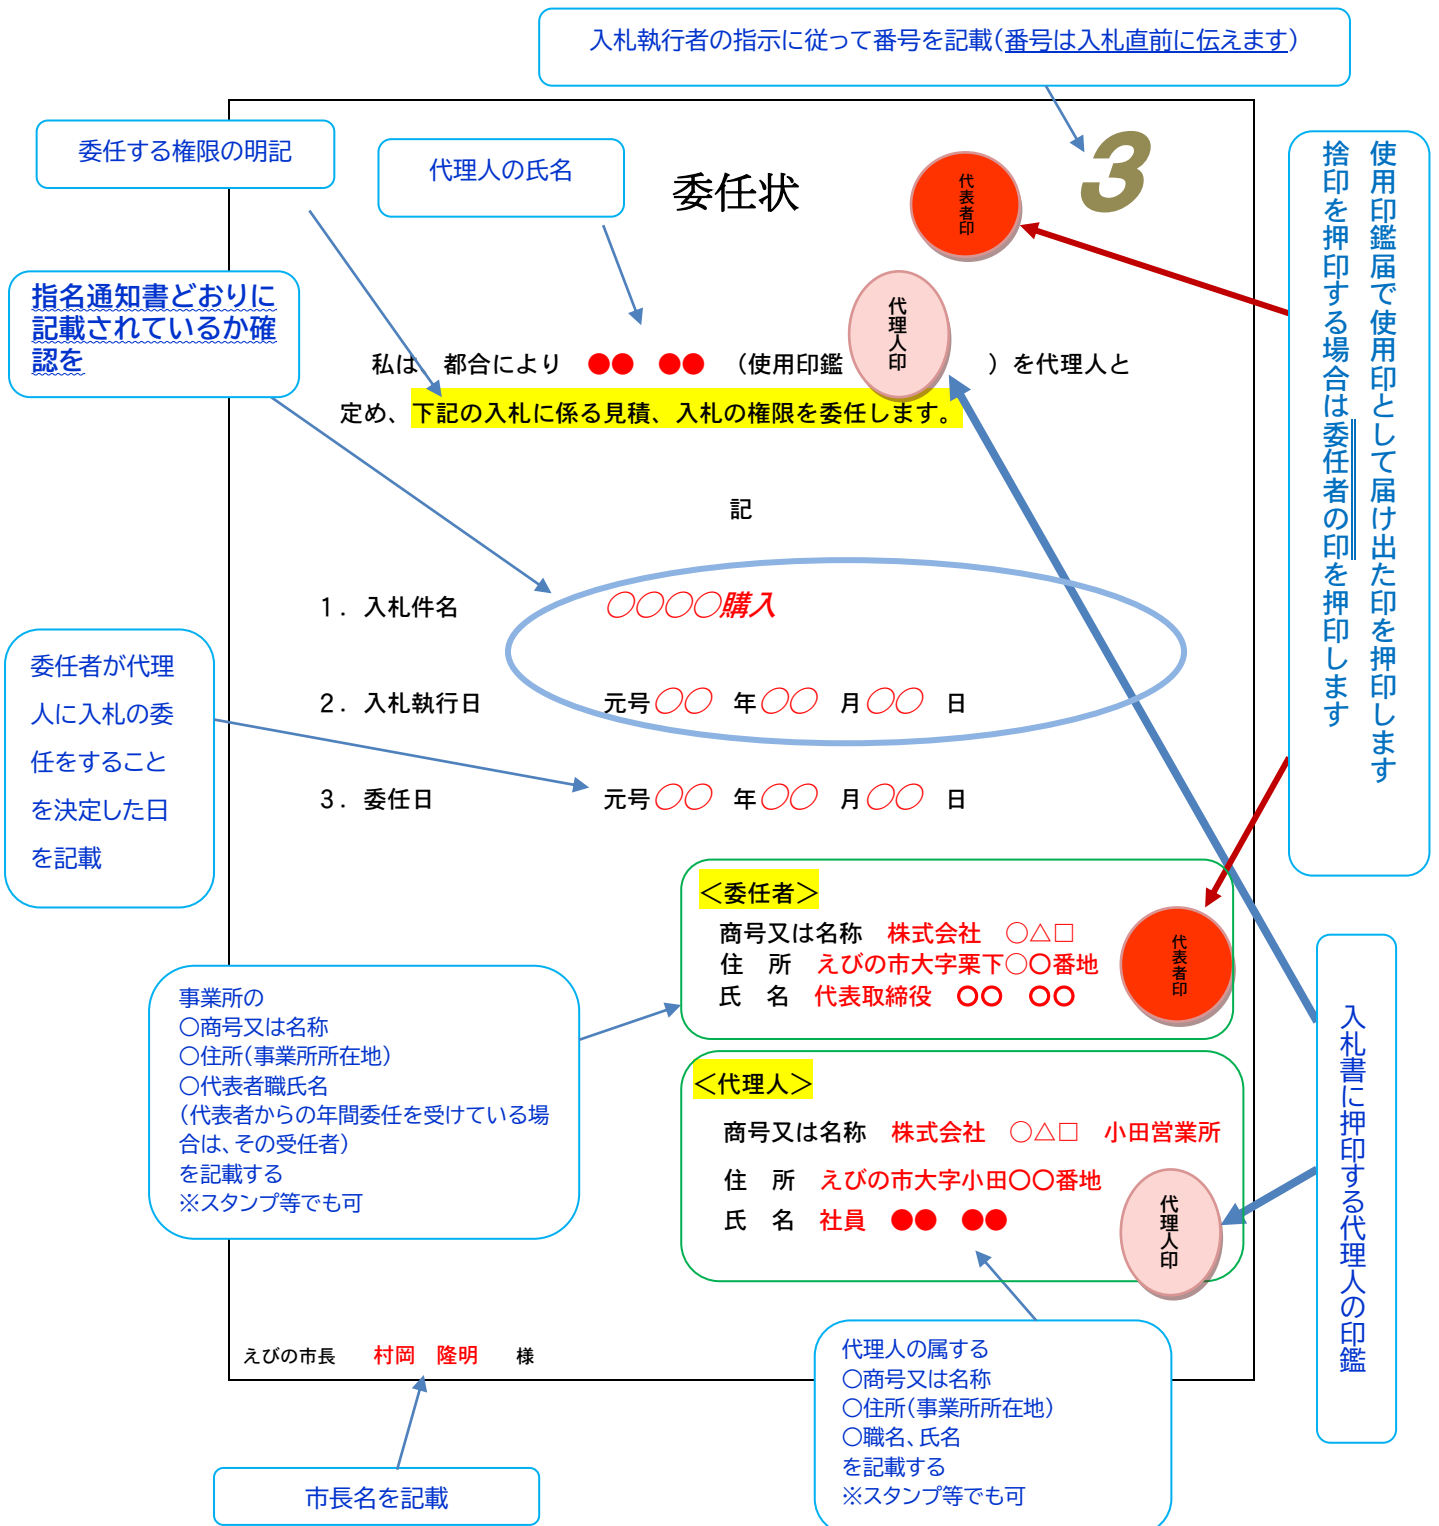 入札執行者の指示に従って番号を記載(番号は入札直前に伝えます)
委任する権限の明記
代理人の氏名
委任状
代表者印
3
使用印鑑届で使用印として届け出た印を押印します
捨印を押印する場合は委任者の印を押印します
指名通知書どおりに
記載されているか確
認を
代理人印
私は 都合により ●● ●● (使用印鑑 )を代理人と
定め、下記の入札に係る見積、入札の権限を委任します。
記
1.入札件名 〇〇〇〇購入
2.入札執行日 元号〇〇 年〇〇 月〇〇 日
委任者が代理
人に入札の委
任をすること
を決定した日
を記載
3.委任日 元号〇〇 年〇〇 月〇〇 日
<委任者>
商号又は名称 株式会社 ○△□
住 所 えびの市大字栗下○〇番地
氏 名 代表取締役 〇〇 〇〇
代表者印
事業所の
〇商号又は名称
〇住所(事業所所在地)
〇代表者職氏名
(代表者からの年間委任を受けている場
合は、その受任者)
を記載する
※スタンプ等でも可
<代理人>
商号又は名称 株式会社 ○△□ 小田営業所
住 所 えびの市大字小田〇〇番地
氏 名 社員 ●● ●●
代理人印
入札書に押印する代理人の印鑑
えびの市長 村岡 隆明 様
代理人の属する
〇商号又は名称
〇住所(事業所所在地)
〇職名、氏名
を記載する
※スタンプ等でも可
市長名を記載